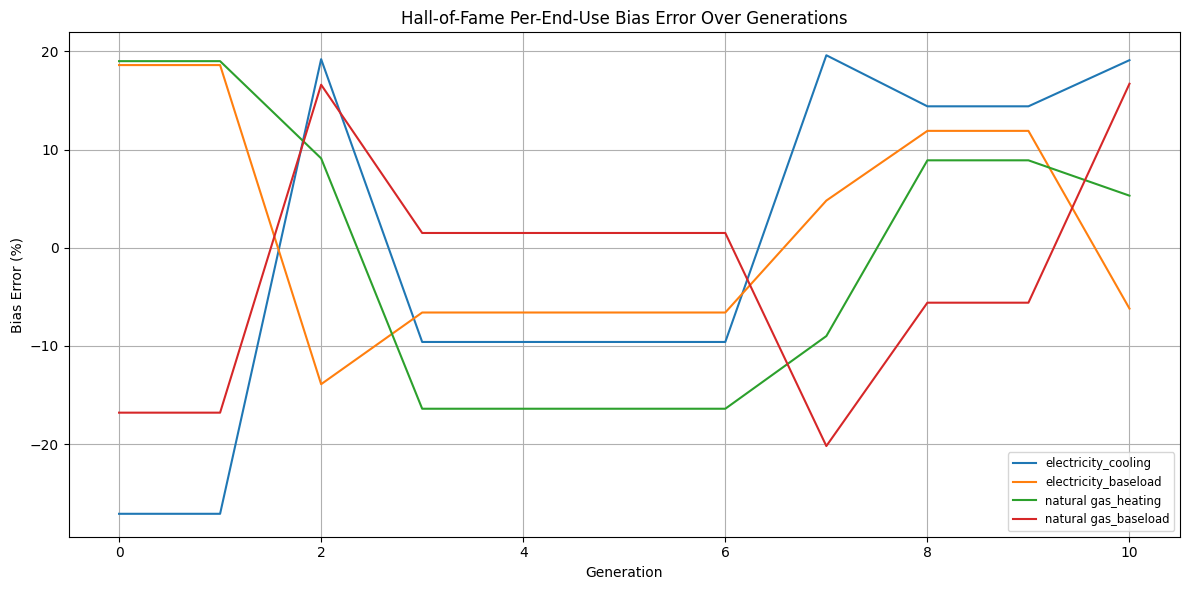 Hall-of-Fame Per-End-Use Bias Error Over Generations
Bias Error (%)
20
10
0
−10
−20
0
2
4
6
8
10
Generation
electricity_cooling
electricity_baseload
natural gas_heating
natural gas_baseload